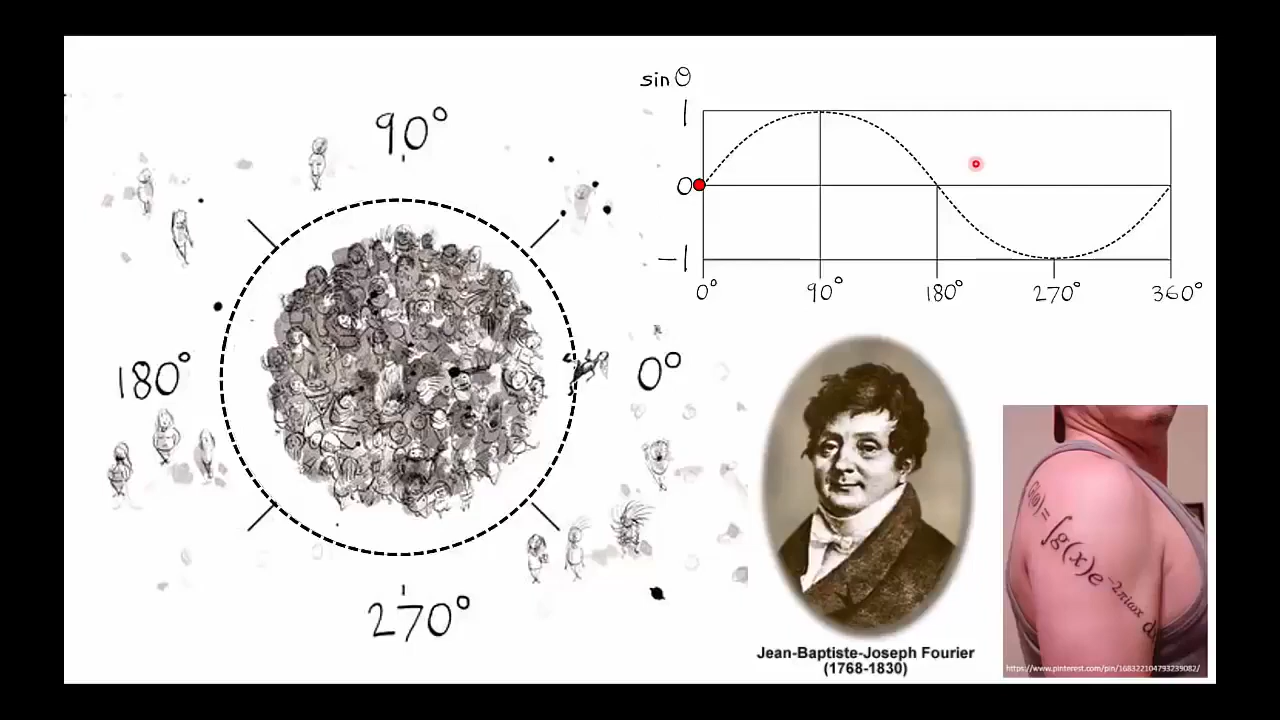 90°
180°
0°
270°
sin θ
1
0
−1
0° 90° 180° 270° 360°
Jean-Baptiste-Joseph Fourier
(1768-1830)
= ∫g(x)e^-2πiωx
https://www.pinterest.com/pin/168322104793239082/